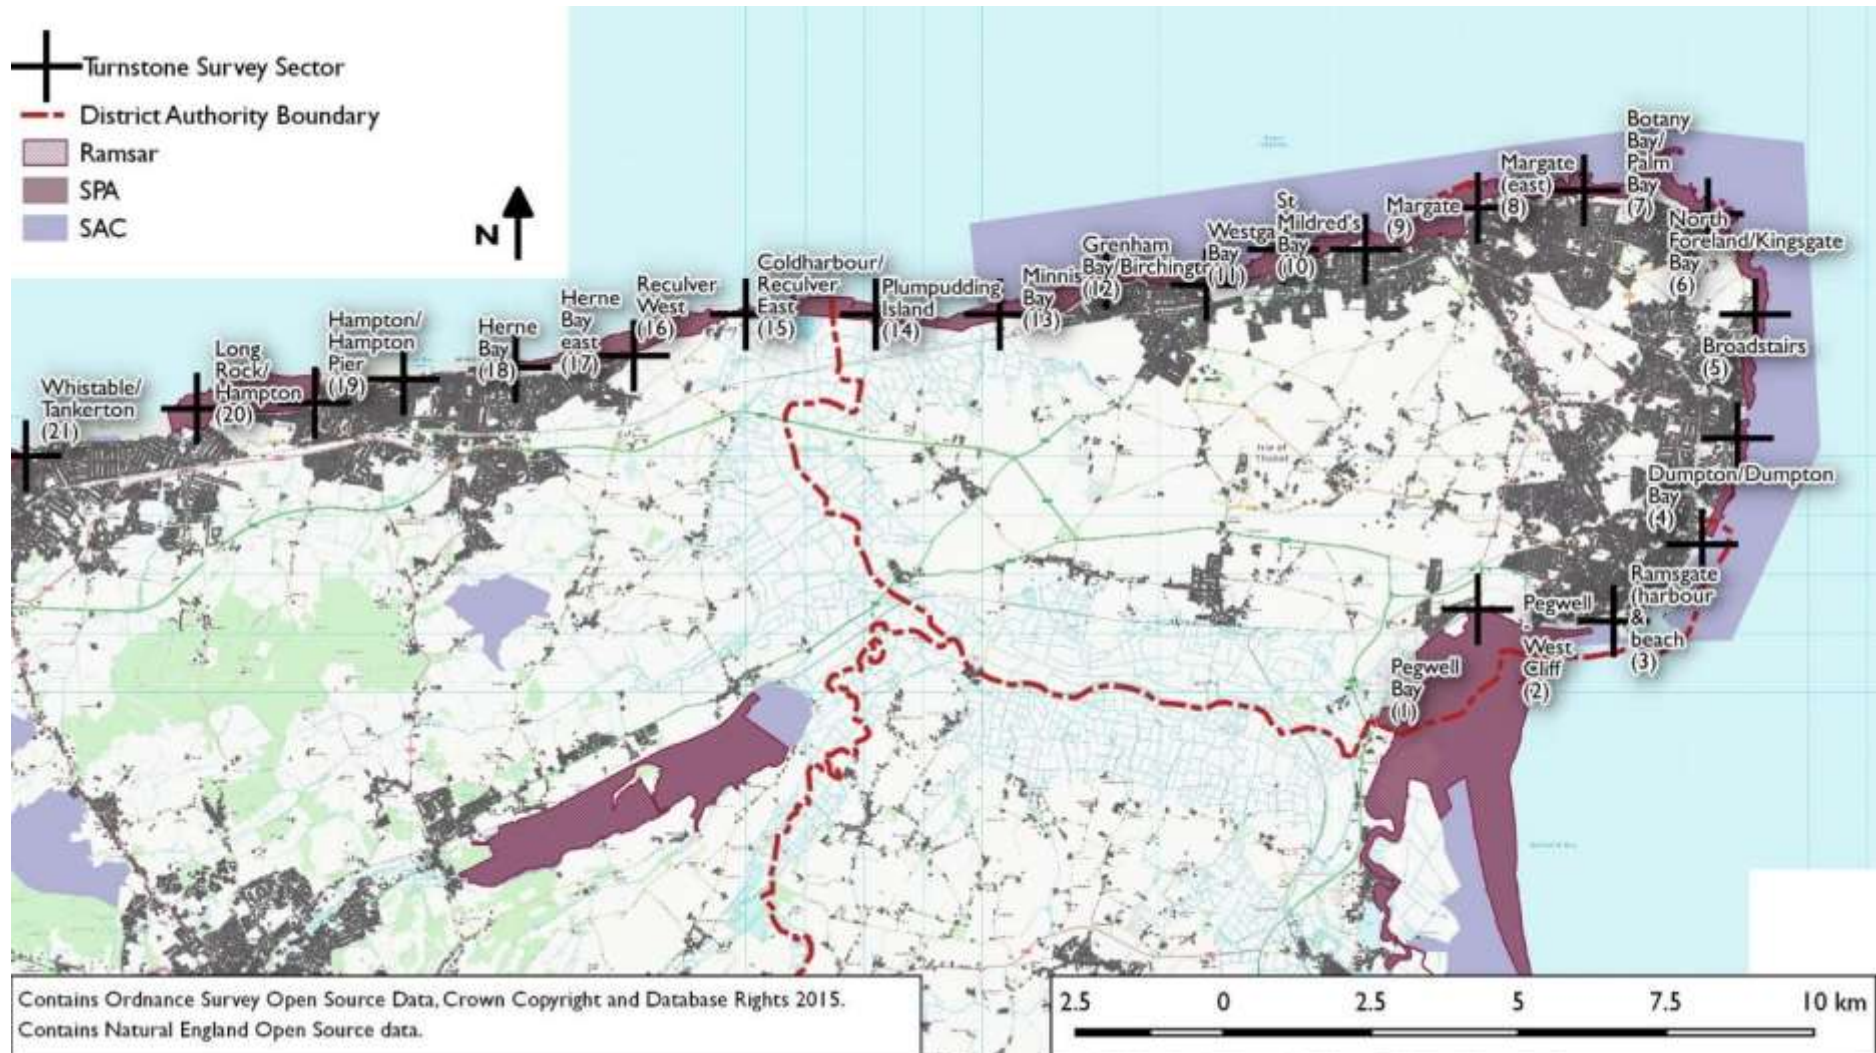 Turnstone Survey Sector
District Authority Boundary
Ramsar
SPA
SAC
N
Whistable/
Tankerton
(21)
Long
Rock/
Hampton
(20)
Hampton/
Hampton
Pier
(19)
Herne
Bay
(18)
Herne
Bay
east
(17)
Reculver
West
(16)
Coldharbour/
Reculver
East
(15)
Plumpudding
Island
(14)
Minnis
Bay
(13)
Grenham
Bay/Birchingt
(12)
Westga
Bay
(11)
St
Mildred's
Bay
(10)
Margate
(9)
Margate
(east)
(8)
Botany
Bay/
Palm
Bay
(7)
North
Foreland/Kingsgate
Bay
(6)
Broadstairs
(5)
Dumpton/Dumpton
Bay
(4)
Ramsgate
(harbour
&
beach
(3)
Pegwell
West
Cliff
(2)
Pegwell
Bay
(1)
Isle of
Thanet
Contains Ordnance Survey Open Source Data, Crown Copyright and Database Rights 2015.
Contains Natural England Open Source data.
2.5 0 2.5 5 7.5 10 km